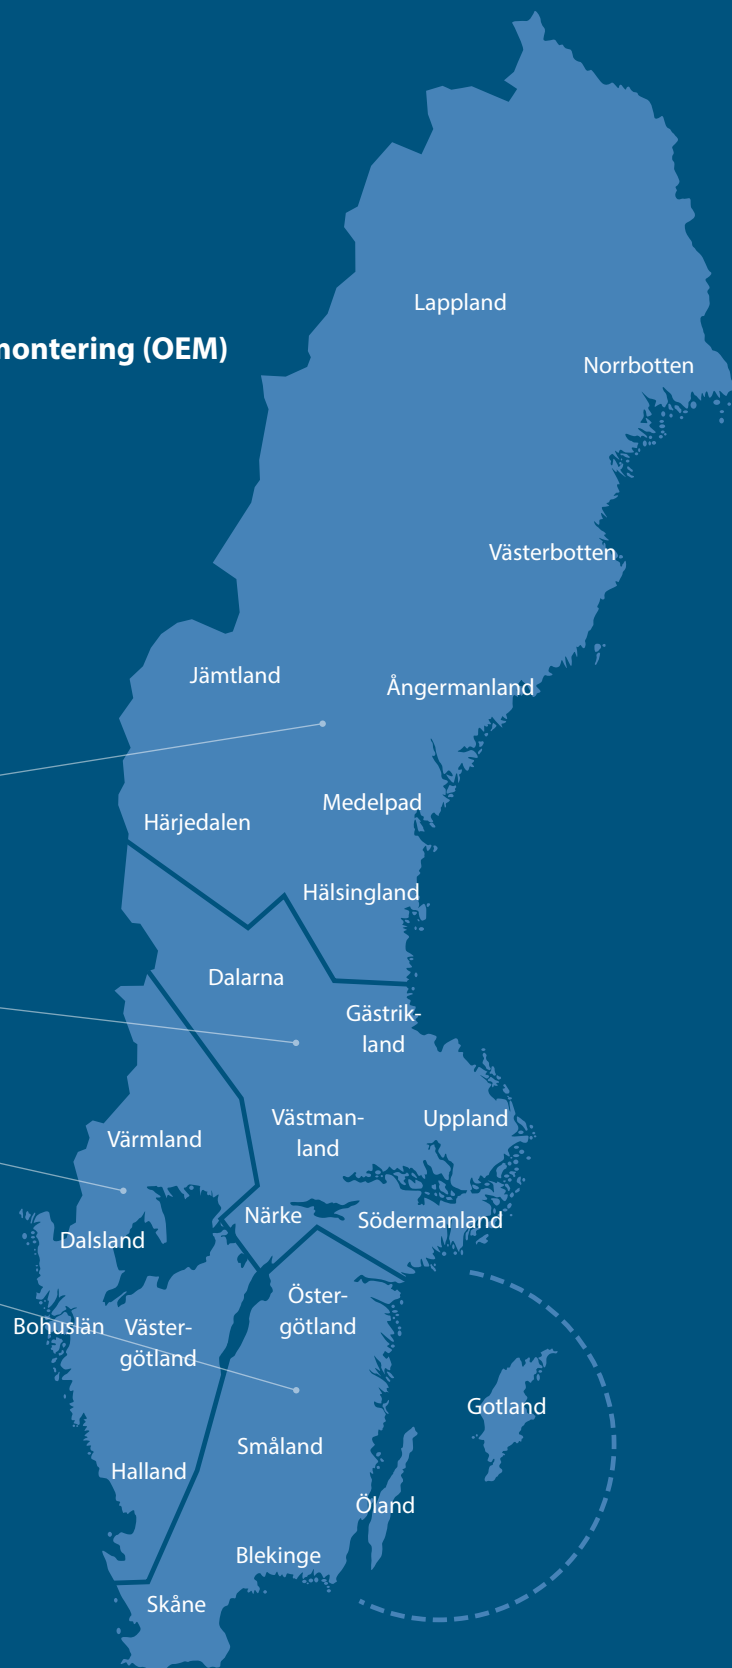 Lappland
montering (OEM)
Norrbotten
Västerbotten
Jämtland
Ångermanland
Medelpad
Härjedalen
Hälsingland
Dalarna
Gästrik-
land
Västman-
land
Uppland
Värmland
Närke
Södermanland
Dalsland
Öster-
götland
Bohuslän
Väster-
götland
Gotland
Småland
Halland
Öland
Blekinge
Skåne